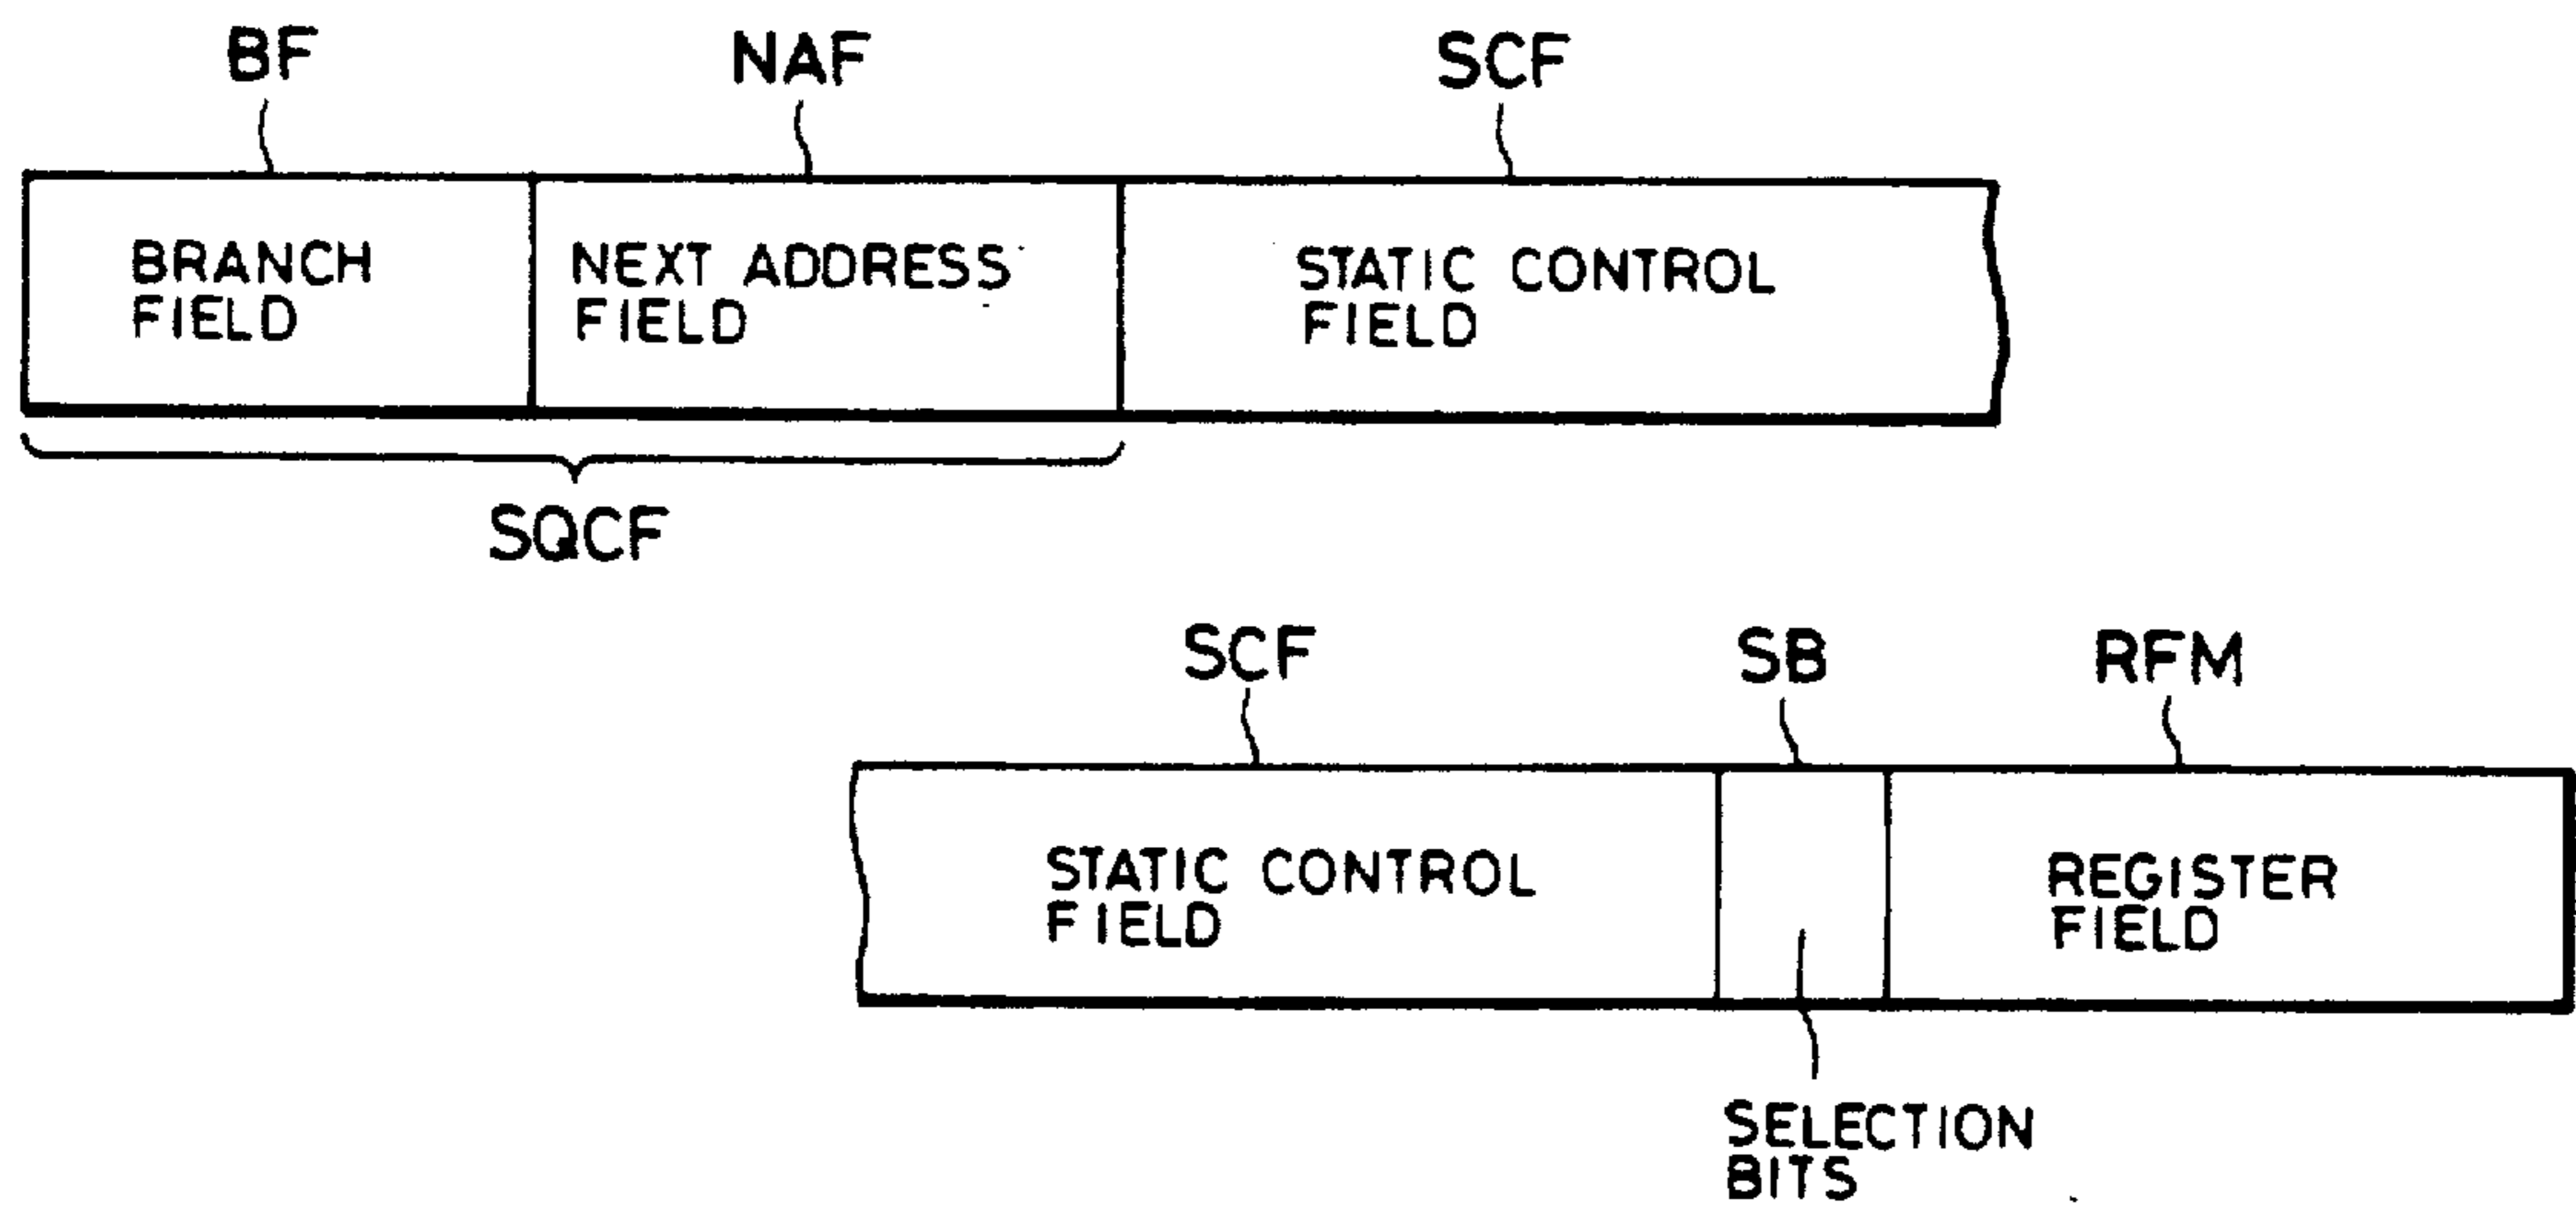 BF
NAF
SCF
BRANCH
FIELD
NEXT ADDRESS
FIELD
STATIC CONTROL
FIELD
SQCF
SCF
SB
RFM
STATIC CONTROL
FIELD
REGISTER
FIELD
SELECTION
BITS